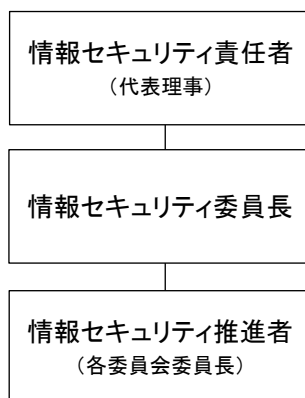 情報セキュリティ責任者
（代表理事）
情報セキュリティ委員長
情報セキュリティ推進者
（各委員会委員長）